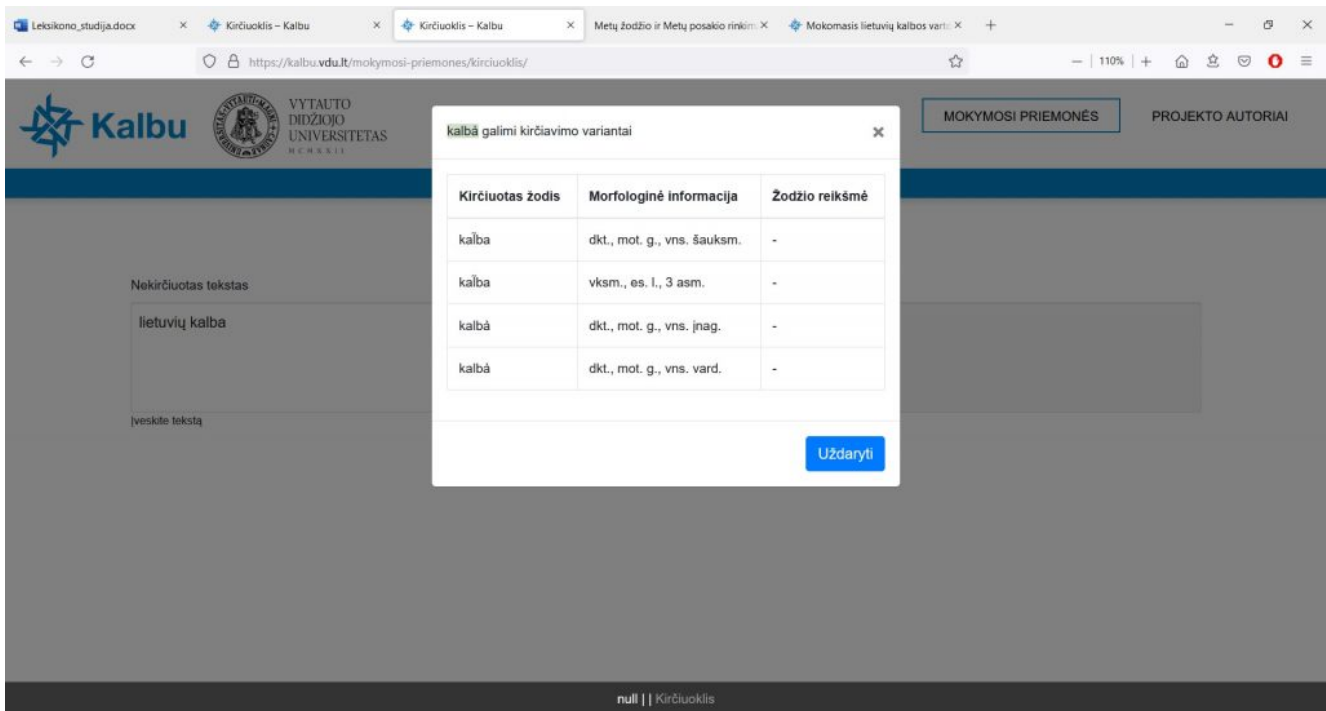 Leksikono_studija.docx
Kirčiuoklis – Kalbu
Kirčiuoklis – Kalbu
Metų žodžio ir Metų posakio rinkim
Mokomasis lietuvių kalbos varto
https://kalbu.vdu.lt/mokymosi-priemones/kirciuoklis/
110%
Kalbu
VYTAUTO
DIDŽIOJO
UNIVERSITETAS
MCMXXII
MOKYMOSI PRIEMONĖS
PROJEKTO AUTORIAI
kalbà galimi kirčiavimo variantai
Kirčiuotas žodis Morfologinė informacija Žodžio reikšmė
kal̃ba dkt., mot. g., vns. šauksm. -
kal̃ba vksm., es. l., 3 asm. -
kalbà dkt., mot. g., vns. įnag. -
kalbà dkt., mot. g., vns. vard. -
Uždaryti
Nekirčiuotas tekstas
lietuvių kalba
Įveskite tekstą
null | | Kirčiuoklis